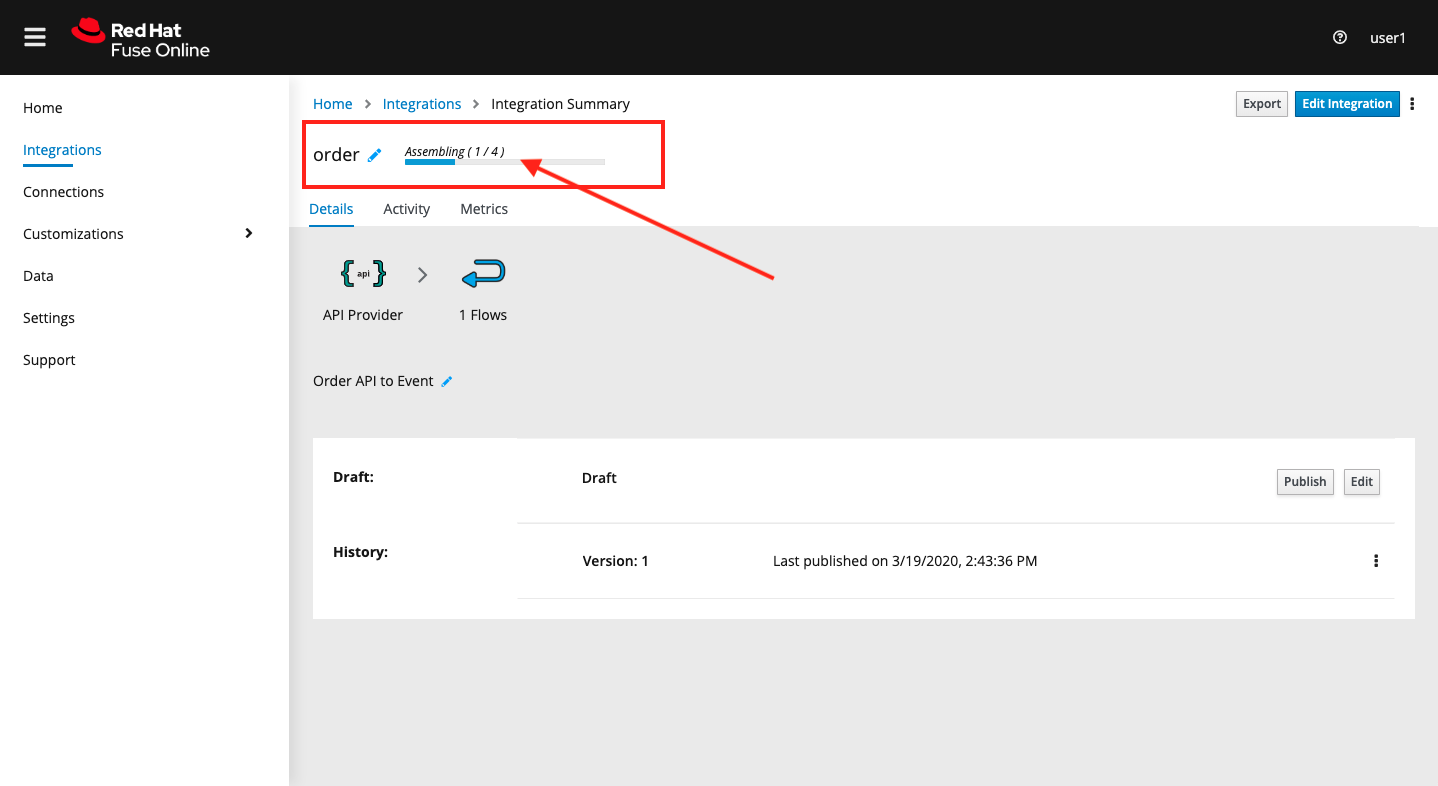 Red Hat
Fuse Online
user1
Home
Integrations
Connections
Customizations
Data
Settings
Support
Home > Integrations > Integration Summary
Export
Edit Integration
order
Assembling ( 1 / 4 )
Details Activity Metrics
api
API Provider
1 Flows
Order API to Event
Draft: Draft
Publish Edit
History: Version: 1 Last published on 3/19/2020, 2:43:36 PM